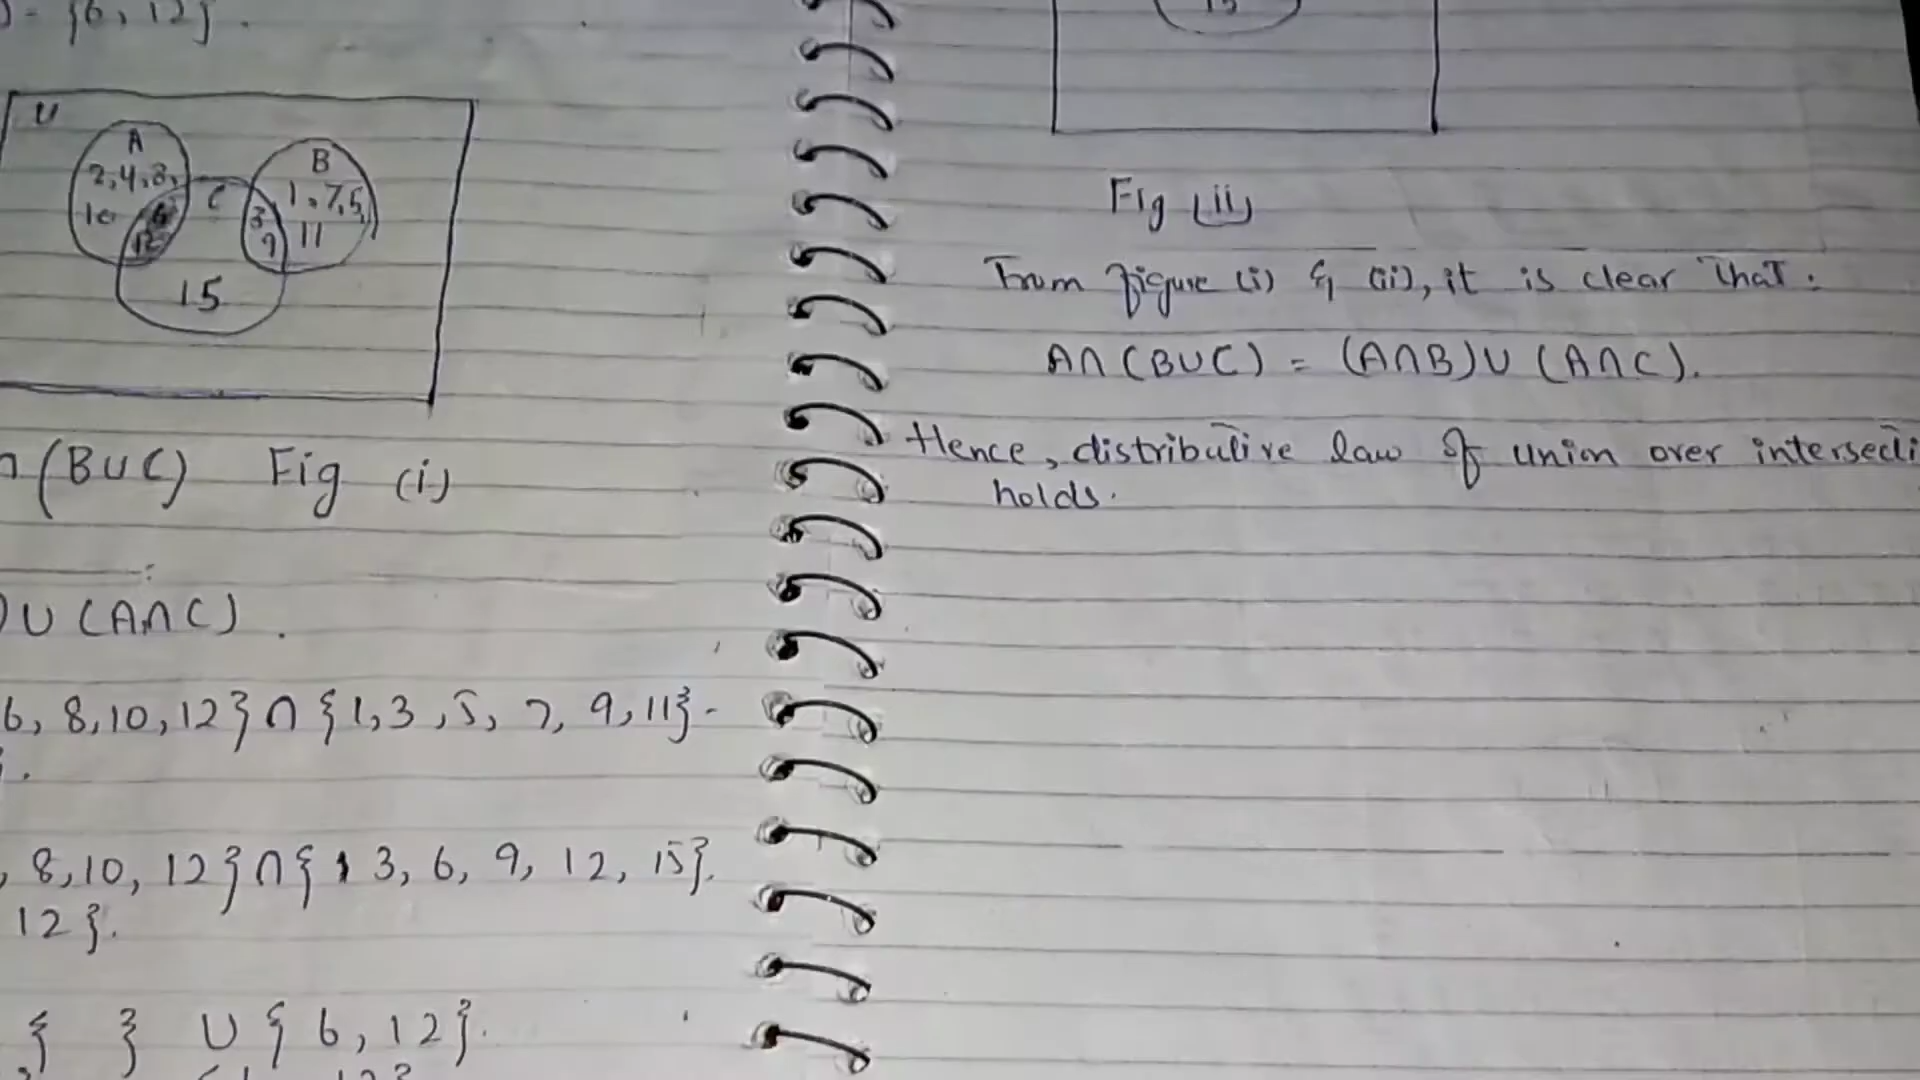 = {6, 12}.
U
A
B
2,4,8,
C
1,7,5,
10
6
3
12
9
11
15
∩(B∪C) Fig (i)
)∪(A∩C).
6, 8,10,12}∩{1,3,5,7,9,11}.
, 8,10,12}∩{3,6,9,12,15}.
12}.
{ } ∪ {6,12}.
15
Fig (ii)
From figure (i) & (ii), it is clear that:
A∩(B∪C) = (A∩B)∪(A∩C).
Hence, distributive law of union over intersecti
holds.